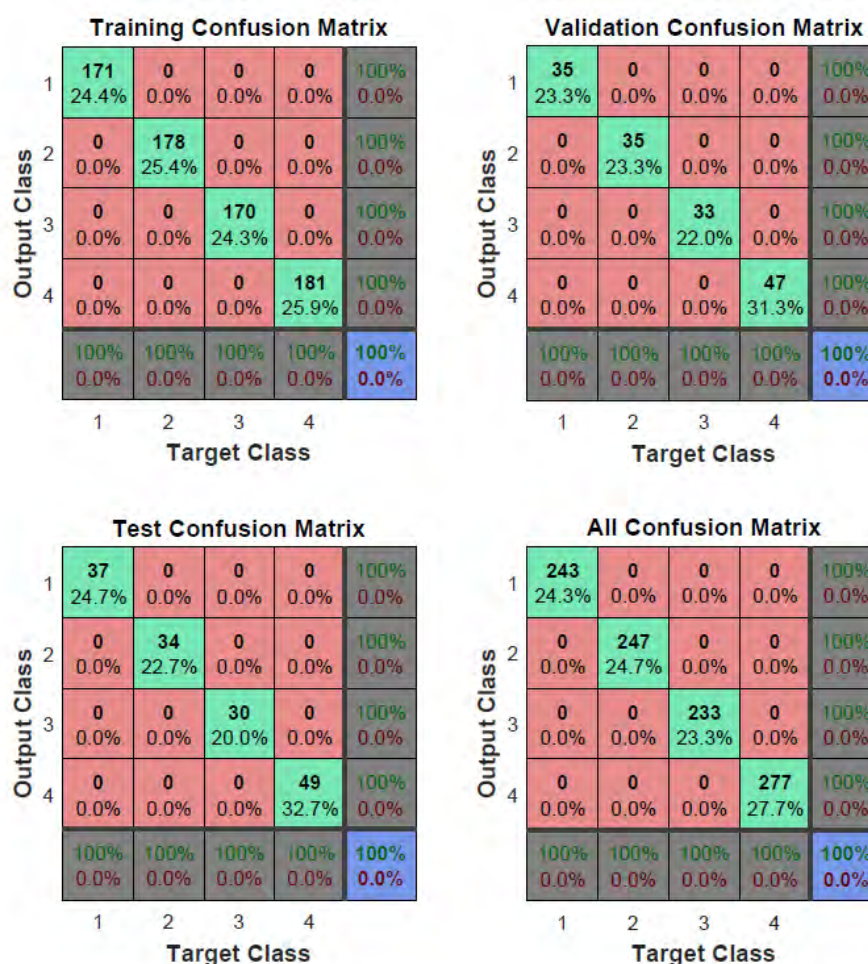 Training Confusion Matrix
Output Class
1
171 0 0 0 100%
24.4% 0.0% 0.0% 0.0% 0.0%
2
0 178 0 0 100%
0.0% 25.4% 0.0% 0.0% 0.0%
3
0 0 170 0 100%
0.0% 0.0% 24.3% 0.0% 0.0%
4
0 0 0 181 100%
0.0% 0.0% 0.0% 25.9% 0.0%
100% 100% 100% 100% 100%
0.0% 0.0% 0.0% 0.0% 0.0%
1 2 3 4
Target Class
Validation Confusion Matrix
Output Class
1
35 0 0 0 100%
23.3% 0.0% 0.0% 0.0% 0.0%
2
0 35 0 0 100%
0.0% 23.3% 0.0% 0.0% 0.0%
3
0 0 33 0 100%
0.0% 0.0% 22.0% 0.0% 0.0%
4
0 0 0 47 100%
0.0% 0.0% 0.0% 31.3% 0.0%
100% 100% 100% 100% 100%
0.0% 0.0% 0.0% 0.0% 0.0%
1 2 3 4
Target Class
Test Confusion Matrix
Output Class
1
37 0 0 0 100%
24.7% 0.0% 0.0% 0.0% 0.0%
2
0 34 0 0 100%
0.0% 22.7% 0.0% 0.0% 0.0%
3
0 0 30 0 100%
0.0% 0.0% 20.0% 0.0% 0.0%
4
0 0 0 49 100%
0.0% 0.0% 0.0% 32.7% 0.0%
100% 100% 100% 100% 100%
0.0% 0.0% 0.0% 0.0% 0.0%
1 2 3 4
Target Class
All Confusion Matrix
Output Class
1
243 0 0 0 100%
24.3% 0.0% 0.0% 0.0% 0.0%
2
0 247 0 0 100%
0.0% 24.7% 0.0% 0.0% 0.0%
3
0 0 233 0 100%
0.0% 0.0% 23.3% 0.0% 0.0%
4
0 0 0 277 100%
0.0% 0.0% 0.0% 27.7% 0.0%
100% 100% 100% 100% 100%
0.0% 0.0% 0.0% 0.0% 0.0%
1 2 3 4
Target Class